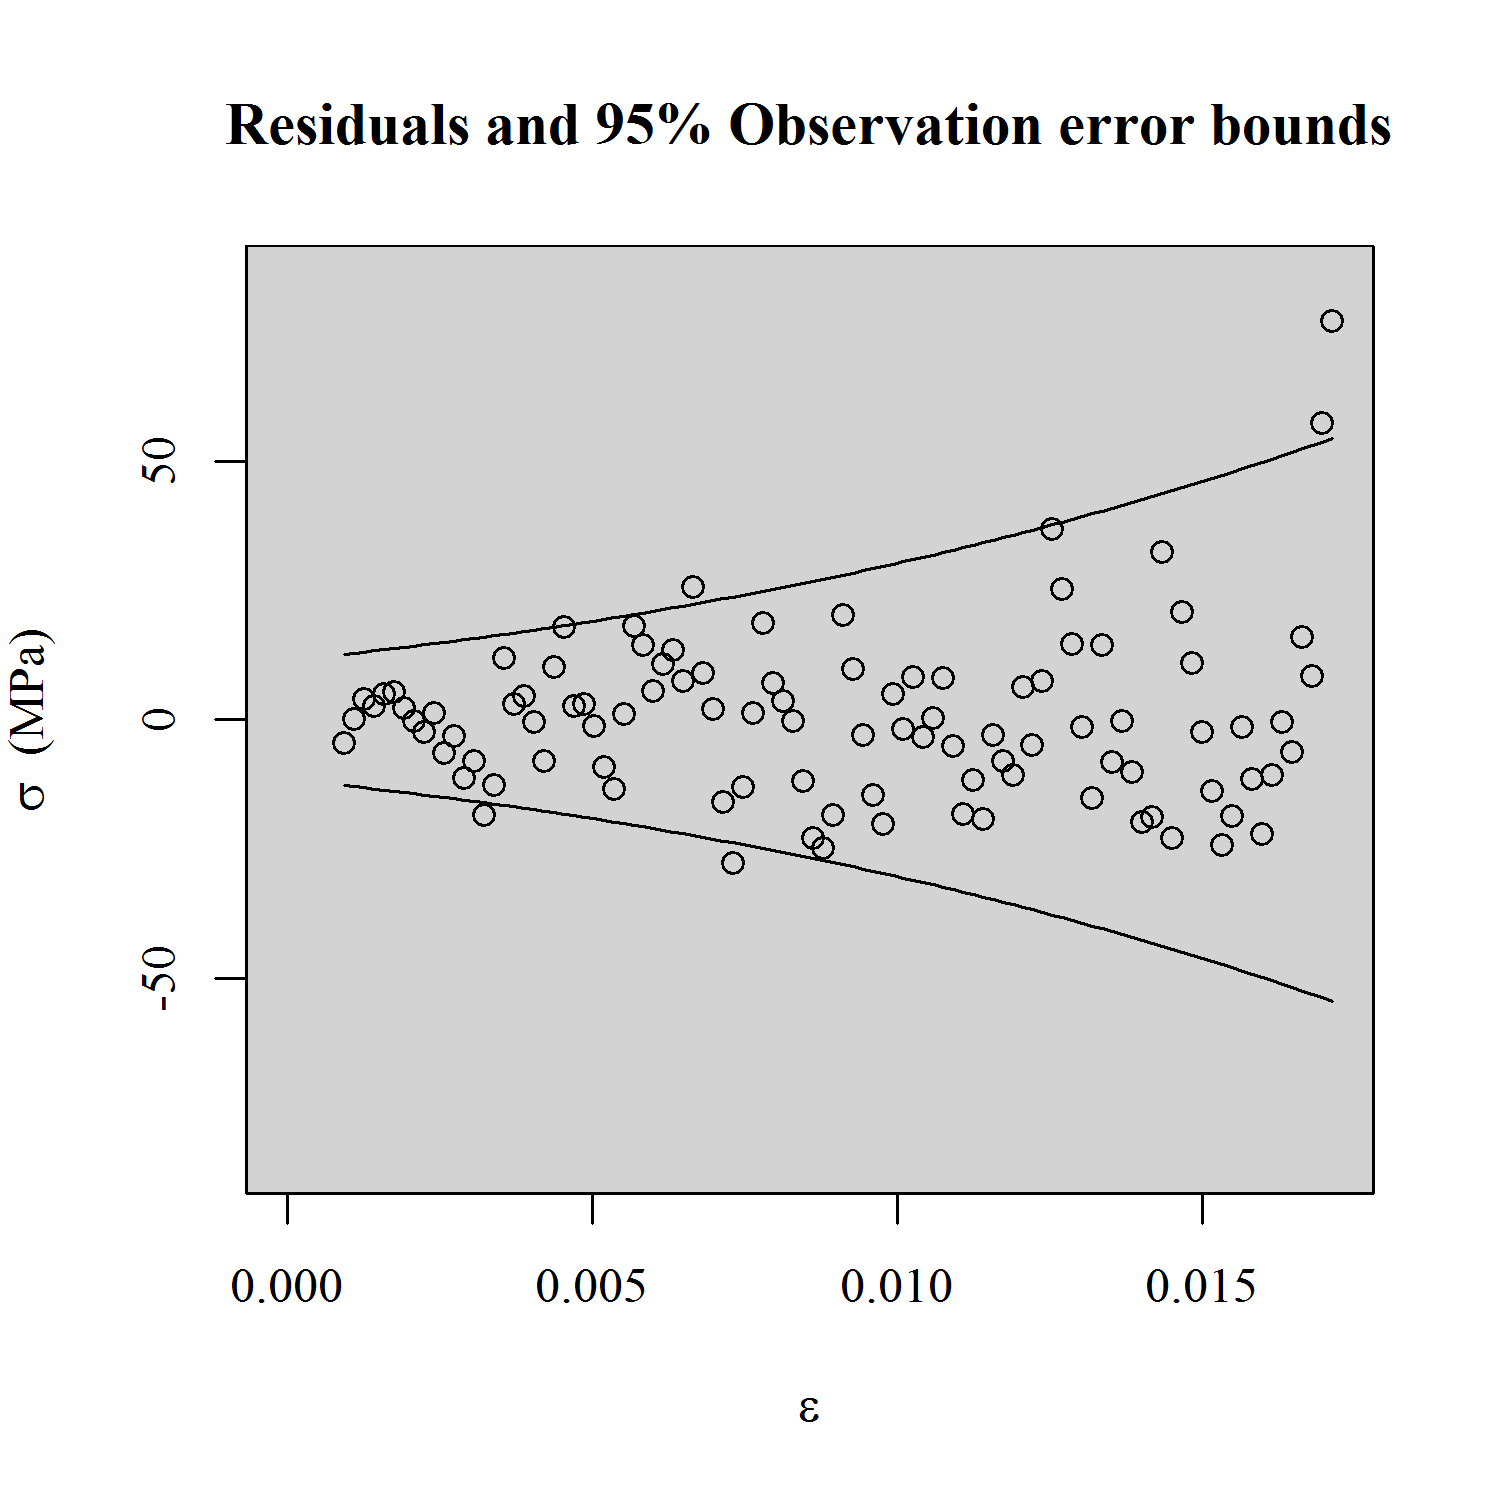 Residuals and 95% Observation error bounds
σ (MPa)
50
0
-50
0.000 0.005 0.010 0.015
ε